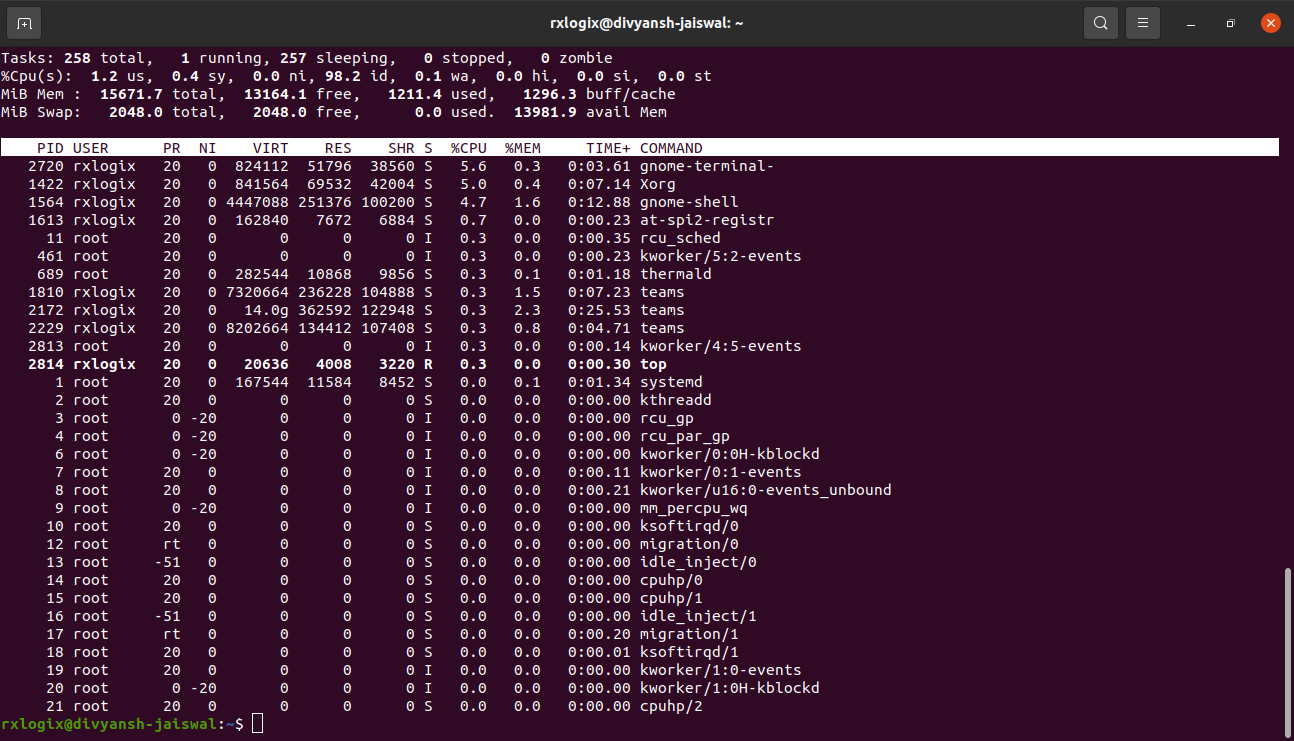 rxlogix@divyansh-jaiswal: ~
Tasks: 258 total,   1 running, 257 sleeping,   0 stopped,   0 zombie
%Cpu(s):  1.2 us,  0.4 sy,  0.0 ni, 98.2 id,  0.1 wa,  0.0 hi,  0.0 si,  0.0 st
MiB Mem :  15671.7 total,  13164.1 free,   1211.4 used,   1296.3 buff/cache
MiB Swap:   2048.0 total,   2048.0 free,      0.0 used.  13981.9 avail Mem
    PID USER      PR  NI    VIRT    RES    SHR S  %CPU  %MEM     TIME+ COMMAND
   2720 rxlogix   20   0  824112  51796  38560 S   5.6   0.3   0:03.61 gnome-terminal-
   1422 rxlogix   20   0  841564  69532  42004 S   5.0   0.4   0:07.14 Xorg
   1564 rxlogix   20   0 4447088 251376 100200 S   4.7   1.6   0:12.88 gnome-shell
   1613 rxlogix   20   0  162840   7672   6884 S   0.7   0.0   0:00.23 at-spi2-registr
     11 root      20   0       0      0      0 I   0.3   0.0   0:00.35 rcu_sched
    461 root      20   0       0      0      0 I   0.3   0.0   0:00.23 kworker/5:2-events
    689 root      20   0  282544  10868   9856 S   0.3   0.1   0:01.18 thermald
   1810 rxlogix   20   0 7320664 236228 104888 S   0.3   1.5   0:07.23 teams
   2172 rxlogix   20   0   14.0g 362592 122948 S   0.3   2.3   0:25.53 teams
   2229 rxlogix   20   0 8202664 134412 107408 S   0.3   0.8   0:04.71 teams
   2813 root      20   0       0      0      0 I   0.3   0.0   0:00.14 kworker/4:5-events
   2814 rxlogix   20   0   20636   4008   3220 R   0.3   0.0   0:00.30 top
      1 root      20   0  167544  11584   8452 S   0.0   0.1   0:01.34 systemd
      2 root      20   0       0      0      0 S   0.0   0.0   0:00.00 kthreadd
      3 root       0 -20       0      0      0 I   0.0   0.0   0:00.00 rcu_gp
      4 root       0 -20       0      0      0 I   0.0   0.0   0:00.00 rcu_par_gp
      6 root       0 -20       0      0      0 I   0.0   0.0   0:00.00 kworker/0:0H-kblockd
      7 root      20   0       0      0      0 I   0.0   0.0   0:00.11 kworker/0:1-events
      8 root      20   0       0      0      0 I   0.0   0.0   0:00.21 kworker/u16:0-events_unbound
      9 root       0 -20       0      0      0 I   0.0   0.0   0:00.00 mm_percpu_wq
     10 root      20   0       0      0      0 S   0.0   0.0   0:00.00 ksoftirqd/0
     12 root      rt   0       0      0      0 S   0.0   0.0   0:00.00 migration/0
     13 root     -51   0       0      0      0 S   0.0   0.0   0:00.00 idle_inject/0
     14 root      20   0       0      0      0 S   0.0   0.0   0:00.00 cpuhp/0
     15 root      20   0       0      0      0 S   0.0   0.0   0:00.00 cpuhp/1
     16 root     -51   0       0      0      0 S   0.0   0.0   0:00.00 idle_inject/1
     17 root      rt   0       0      0      0 S   0.0   0.0   0:00.20 migration/1
     18 root      20   0       0      0      0 S   0.0   0.0   0:00.01 ksoftirqd/1
     19 root      20   0       0      0      0 I   0.0   0.0   0:00.00 kworker/1:0-events
     20 root       0 -20       0      0      0 I   0.0   0.0   0:00.00 kworker/1:0H-kblockd
     21 root      20   0       0      0      0 S   0.0   0.0   0:00.00 cpuhp/2
rxlogix@divyansh-jaiswal:~$